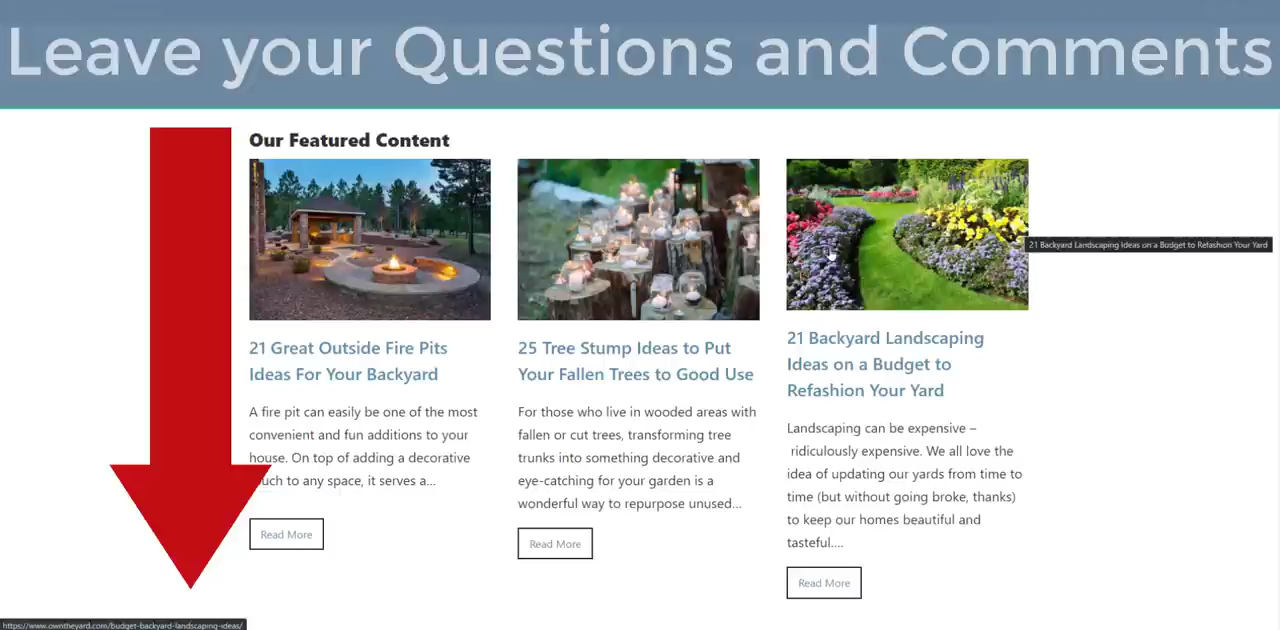 Leave your Questions and Comments
Our Featured Content
21 Great Outside Fire Pits
Ideas For Your Backyard
A fire pit can easily be one of the most
convenient and fun additions to your
house. On top of adding a decorative
to any space, it serves a...
Read More
25 Tree Stump Ideas to Put
Your Fallen Trees to Good Use
For those who live in wooded areas with
fallen or cut trees, transforming tree
trunks into something decorative and
eye-catching for your garden is a
wonderful way to repurpose unused...
Read More
21 Backyard Landscaping
Ideas on a Budget to
Refashion Your Yard
Landscaping can be expensive –
ridiculously expensive. We all love the
idea of updating our yards from time to
time (but without going broke, thanks)
to keep our homes beautiful and
tasteful....
Read More
21 Backyard Landscaping Ideas on a Budget to Refashion Your Yard
https://www.owntheyard.com/budget-backyard-landscaping-ideas/